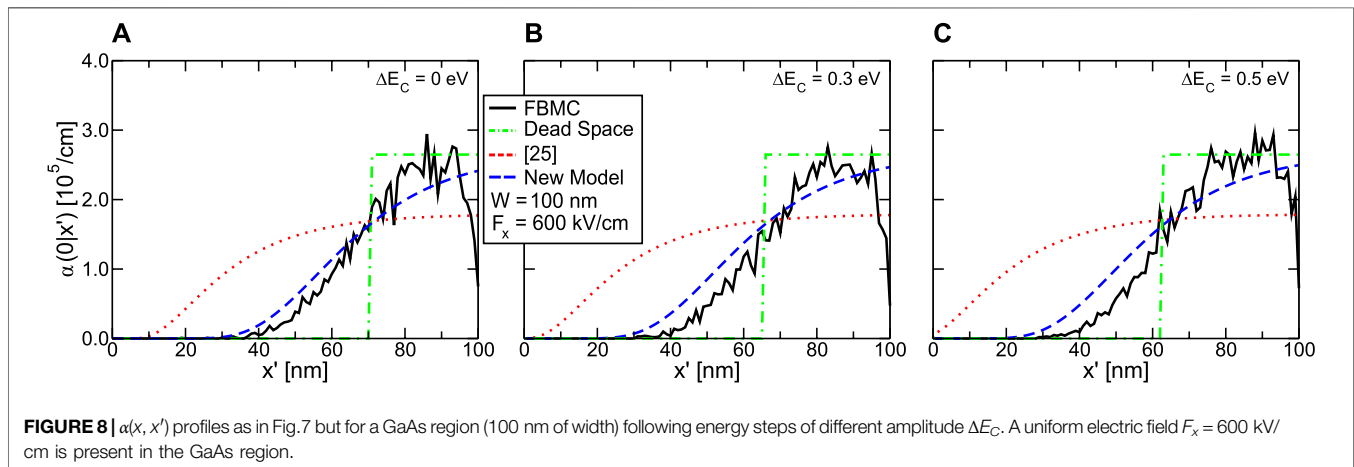 A
B
C
4.0
3.0
2.0
1.0
0.0
α(0|x') [10^5/cm]
ΔE_C = 0 eV
ΔE_C = 0.3 eV
ΔE_C = 0.5 eV
FBMC
Dead Space
[25]
New Model
W = 100 nm
F_x = 600 kV/cm
0 20 40 60 80 100
0 20 40 60 80 100
0 20 40 60 80 100
x' [nm]
x' [nm]
x' [nm]
FIGURE 8 | α(x, x′) profiles as in Fig.7 but for a GaAs region (100 nm of width) following energy steps of different amplitude ΔE_C. A uniform electric field F_x = 600 kV/
cm is present in the GaAs region.